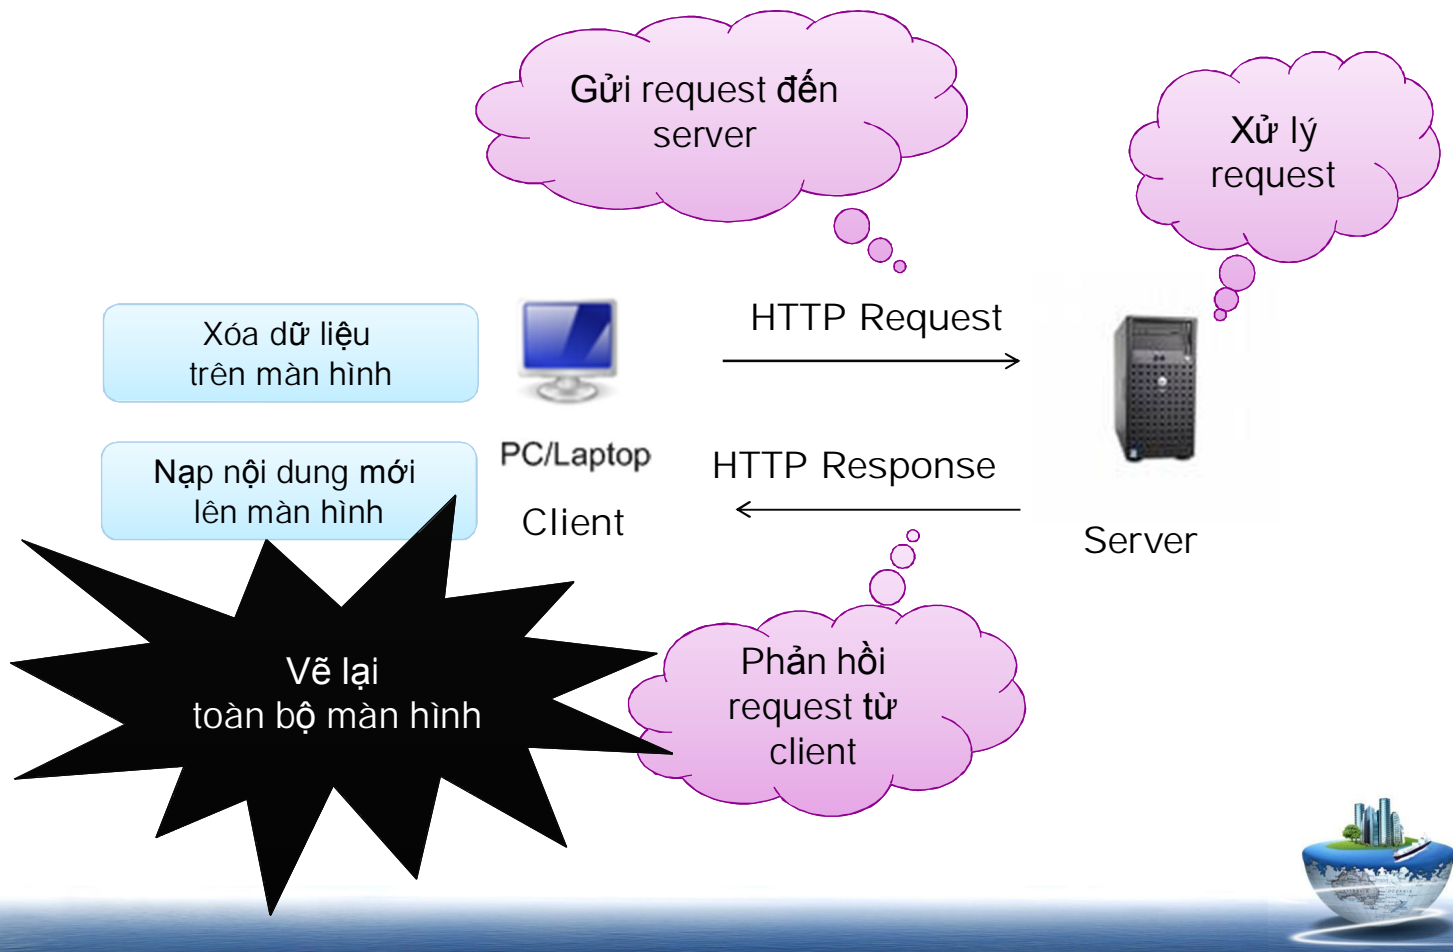 Gửi request đến
server
Xử lý
request
HTTP Request
Xóa dữ liệu
trên màn hình
PC/Laptop
Client
Nạp nội dung mới
lên màn hình
HTTP Response
Server
Vẽ lại
toàn bộ màn hình
Phản hồi
request từ
client